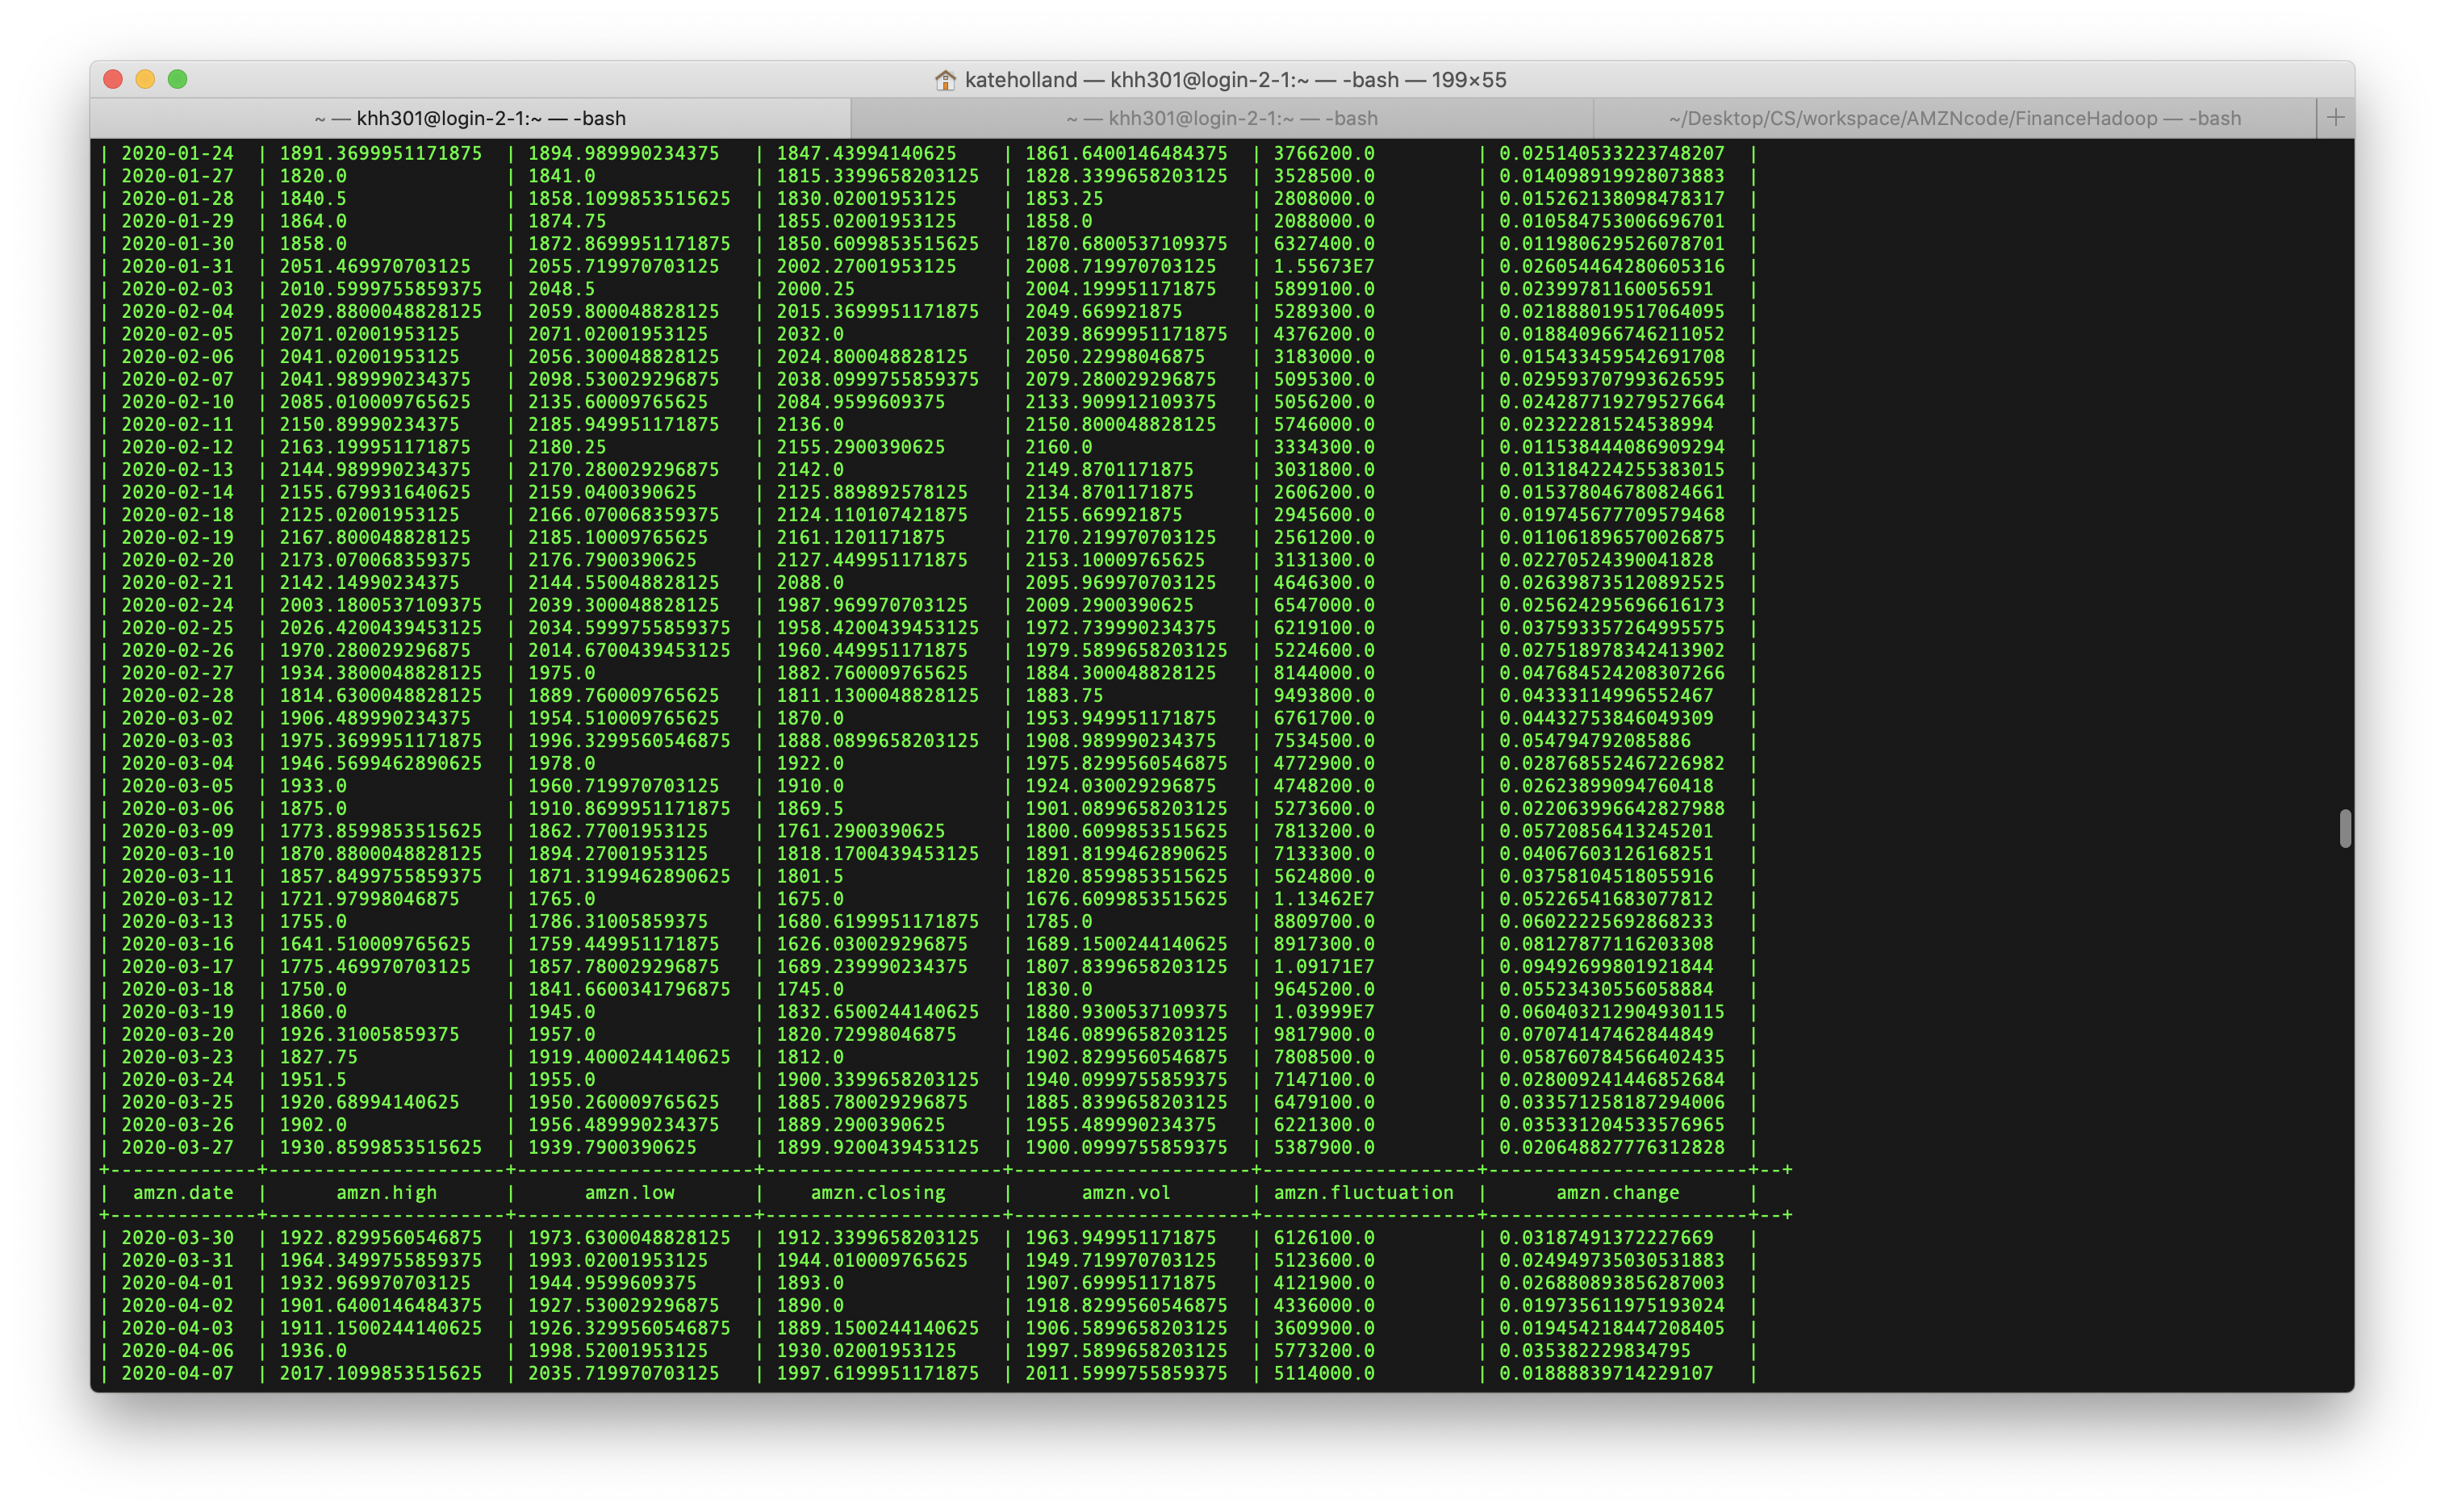 kateholland — khh301@login-2-1:~ — -bash — 199×55
~ — khh301@login-2-1:~ — -bash ~ — khh301@login-2-1:~ — -bash ~/Desktop/CS/workspace/AMZNcode/FinanceHadoop — -bash +
| 2020-01-24 | 1891.3699951171875 | 1894.989990234375 | 1847.43994140625 | 1861.6400146484375 | 3766200.0 | 0.025140533223748207 |
| 2020-01-27 | 1820.0 | 1841.0 | 1815.3399658203125 | 1828.3399658203125 | 3528500.0 | 0.014098919928073883 |
| 2020-01-28 | 1840.5 | 1858.1099853515625 | 1830.02001953125 | 1853.25 | 2808000.0 | 0.015262138098478317 |
| 2020-01-29 | 1864.0 | 1874.75 | 1855.02001953125 | 1858.0 | 2088000.0 | 0.010584753006696701 |
| 2020-01-30 | 1858.0 | 1872.8699951171875 | 1850.6099853515625 | 1870.6800537109375 | 6327400.0 | 0.011980629526078701 |
| 2020-01-31 | 2051.469970703125 | 2055.719970703125 | 2002.27001953125 | 2008.719970703125 | 1.55673E7 | 0.026054464280605316 |
| 2020-02-03 | 2010.5999755859375 | 2048.5 | 2000.25 | 2004.199951171875 | 5899100.0 | 0.02399781160056591 |
| 2020-02-04 | 2029.8800048828125 | 2059.800048828125 | 2015.3699951171875 | 2049.669921875 | 5289300.0 | 0.021888019517064095 |
| 2020-02-05 | 2071.02001953125 | 2071.02001953125 | 2032.0 | 2039.8699951171875 | 4376200.0 | 0.018840966746211052 |
| 2020-02-06 | 2041.02001953125 | 2056.300048828125 | 2024.800048828125 | 2050.22998046875 | 3183000.0 | 0.015433459542691708 |
| 2020-02-07 | 2041.989990234375 | 2098.530029296875 | 2038.0999755859375 | 2079.280029296875 | 5095300.0 | 0.029593707993626595 |
| 2020-02-10 | 2085.010009765625 | 2135.60009765625 | 2084.9599609375 | 2133.909912109375 | 5056200.0 | 0.024287719279527664 |
| 2020-02-11 | 2150.89990234375 | 2185.949951171875 | 2136.0 | 2150.800048828125 | 5746000.0 | 0.02322281524538994 |
| 2020-02-12 | 2163.199951171875 | 2180.25 | 2155.2900390625 | 2160.0 | 3334300.0 | 0.011538444086909294 |
| 2020-02-13 | 2144.989990234375 | 2170.280029296875 | 2142.0 | 2149.8701171875 | 3031800.0 | 0.013184224255383015 |
| 2020-02-14 | 2155.679931640625 | 2159.0400390625 | 2125.889892578125 | 2134.8701171875 | 2606200.0 | 0.015378046780824661 |
| 2020-02-18 | 2125.02001953125 | 2166.070068359375 | 2124.110107421875 | 2155.669921875 | 2945600.0 | 0.019745677709579468 |
| 2020-02-19 | 2167.800048828125 | 2185.10009765625 | 2161.1201171875 | 2170.219970703125 | 2561200.0 | 0.011061896570026875 |
| 2020-02-20 | 2173.070068359375 | 2176.7900390625 | 2127.449951171875 | 2153.10009765625 | 3131300.0 | 0.02270524390041828 |
| 2020-02-21 | 2142.14990234375 | 2144.550048828125 | 2088.0 | 2095.969970703125 | 4646300.0 | 0.026398735120892525 |
| 2020-02-24 | 2003.1800537109375 | 2039.300048828125 | 1987.969970703125 | 2009.2900390625 | 6547000.0 | 0.025624295696616173 |
| 2020-02-25 | 2026.4200439453125 | 2034.5999755859375 | 1958.4200439453125 | 1972.739990234375 | 6219100.0 | 0.037593357264995575 |
| 2020-02-26 | 1970.280029296875 | 2014.6700439453125 | 1960.449951171875 | 1979.5899658203125 | 5224600.0 | 0.027518978342413902 |
| 2020-02-27 | 1934.3800048828125 | 1975.0 | 1882.760009765625 | 1884.300048828125 | 8144000.0 | 0.047684524208307266 |
| 2020-02-28 | 1814.6300048828125 | 1889.760009765625 | 1811.1300048828125 | 1883.75 | 9493800.0 | 0.04333114996552467 |
| 2020-03-02 | 1906.489990234375 | 1954.510009765625 | 1870.0 | 1953.949951171875 | 6761700.0 | 0.04432753846049309 |
| 2020-03-03 | 1975.3699951171875 | 1996.3299560546875 | 1888.0899658203125 | 1908.989990234375 | 7534500.0 | 0.054794792085886 |
| 2020-03-04 | 1946.5699462890625 | 1978.0 | 1922.0 | 1975.8299560546875 | 4772900.0 | 0.028768552467226982 |
| 2020-03-05 | 1933.0 | 1960.719970703125 | 1910.0 | 1924.030029296875 | 4748200.0 | 0.02623899094760418 |
| 2020-03-06 | 1875.0 | 1910.8699951171875 | 1869.5 | 1901.0899658203125 | 5273600.0 | 0.022063996642827988 |
| 2020-03-09 | 1773.8599853515625 | 1862.77001953125 | 1761.2900390625 | 1800.6099853515625 | 7813200.0 | 0.05720856413245201 |
| 2020-03-10 | 1870.8800048828125 | 1894.27001953125 | 1818.1700439453125 | 1891.8199462890625 | 7133300.0 | 0.04067603126168251 |
| 2020-03-11 | 1857.8499755859375 | 1871.3199462890625 | 1801.5 | 1820.8599853515625 | 5624800.0 | 0.03758104518055916 |
| 2020-03-12 | 1721.97998046875 | 1765.0 | 1675.0 | 1676.6099853515625 | 1.13462E7 | 0.05226541683077812 |
| 2020-03-13 | 1755.0 | 1786.31005859375 | 1680.6199951171875 | 1785.0 | 8809700.0 | 0.06022225692868233 |
| 2020-03-16 | 1641.510009765625 | 1759.449951171875 | 1626.030029296875 | 1689.1500244140625 | 8917300.0 | 0.08127877116203308 |
| 2020-03-17 | 1775.469970703125 | 1857.780029296875 | 1689.239990234375 | 1807.8399658203125 | 1.09171E7 | 0.09492699801921844 |
| 2020-03-18 | 1750.0 | 1841.6600341796875 | 1745.0 | 1830.0 | 9645200.0 | 0.05523430556058884 |
| 2020-03-19 | 1860.0 | 1945.0 | 1832.6500244140625 | 1880.9300537109375 | 1.03999E7 | 0.060403212904930115 |
| 2020-03-20 | 1926.31005859375 | 1957.0 | 1820.72998046875 | 1846.0899658203125 | 9817900.0 | 0.07074147462844849 |
| 2020-03-23 | 1827.75 | 1919.4000244140625 | 1812.0 | 1902.8299560546875 | 7808500.0 | 0.058760784566402435 |
| 2020-03-24 | 1951.5 | 1955.0 | 1900.3399658203125 | 1940.0999755859375 | 7147100.0 | 0.028009241446852684 |
| 2020-03-25 | 1920.68994140625 | 1950.260009765625 | 1885.780029296875 | 1885.8399658203125 | 6479100.0 | 0.033571258187294006 |
| 2020-03-26 | 1902.0 | 1956.489990234375 | 1889.2900390625 | 1955.489990234375 | 6221300.0 | 0.035331204533576965 |
| 2020-03-27 | 1930.8599853515625 | 1939.7900390625 | 1899.9200439453125 | 1900.0999755859375 | 5387900.0 | 0.020648827776312828 |
+-------------+---------------------+---------------------+---------------------+---------------------+-------------------+-----------------------+--+
| amzn.date | amzn.high | amzn.low | amzn.closing | amzn.vol | amzn.fluctuation | amzn.change |
+-------------+---------------------+---------------------+---------------------+---------------------+-------------------+-----------------------+--+
| 2020-03-30 | 1922.8299560546875 | 1973.6300048828125 | 1912.3399658203125 | 1963.949951171875 | 6126100.0 | 0.03187491372227669 |
| 2020-03-31 | 1964.3499755859375 | 1993.02001953125 | 1944.010009765625 | 1949.719970703125 | 5123600.0 | 0.024949735030531883 |
| 2020-04-01 | 1932.969970703125 | 1944.9599609375 | 1893.0 | 1907.699951171875 | 4121900.0 | 0.026880893856287003 |
| 2020-04-02 | 1901.6400146484375 | 1927.530029296875 | 1890.0 | 1918.8299560546875 | 4336000.0 | 0.019735611975193024 |
| 2020-04-03 | 1911.1500244140625 | 1926.3299560546875 | 1889.1500244140625 | 1906.5899658203125 | 3609900.0 | 0.019454218447208405 |
| 2020-04-06 | 1936.0 | 1998.52001953125 | 1930.02001953125 | 1997.5899658203125 | 5773200.0 | 0.035382229834795 |
| 2020-04-07 | 2017.1099853515625 | 2035.719970703125 | 1997.6199951171875 | 2011.5999755859375 | 5114000.0 | 0.01888839714229107 |